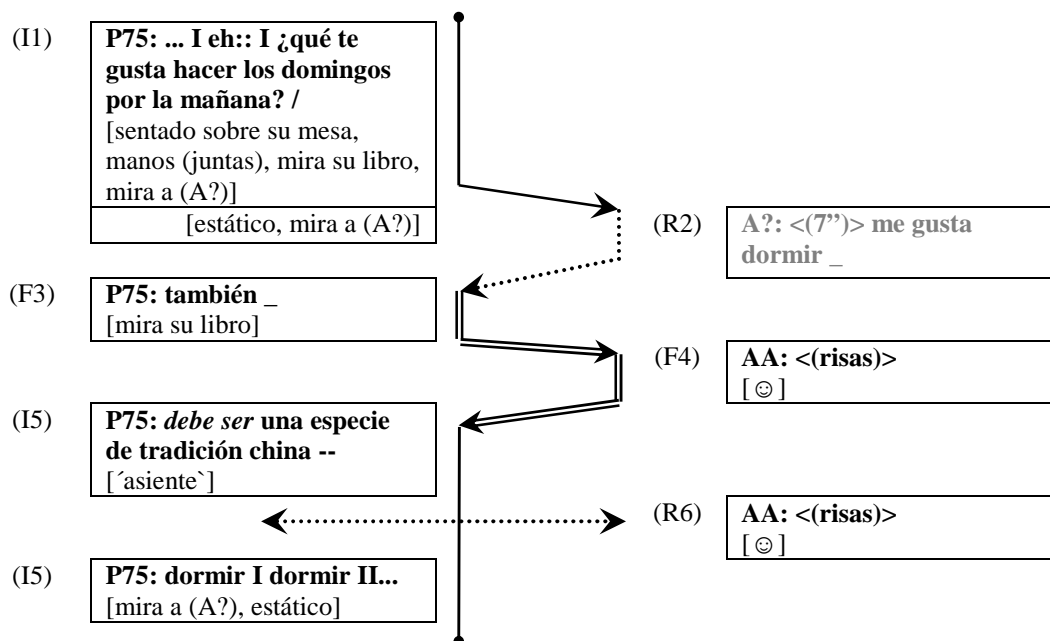 (I1)
P75: ... I eh:: I ¿qué te
gusta hacer los domingos
por la mañana? /
[sentado sobre su mesa,
manos (juntas), mira su libro,
mira a (A?)]
[estático, mira a (A?)]
(R2)
A?: <(7”)> me gusta
dormir _
(F3)
P75: también _
[mira su libro]
(F4)
AA: <(risas)>
[☺]
(I5)
P75: debe ser una especie
de tradición china --
[´asiente`]
(R6)
AA: <(risas)>
[☺]
(I5)
P75: dormir I dormir II...
[mira a (A?), estático]